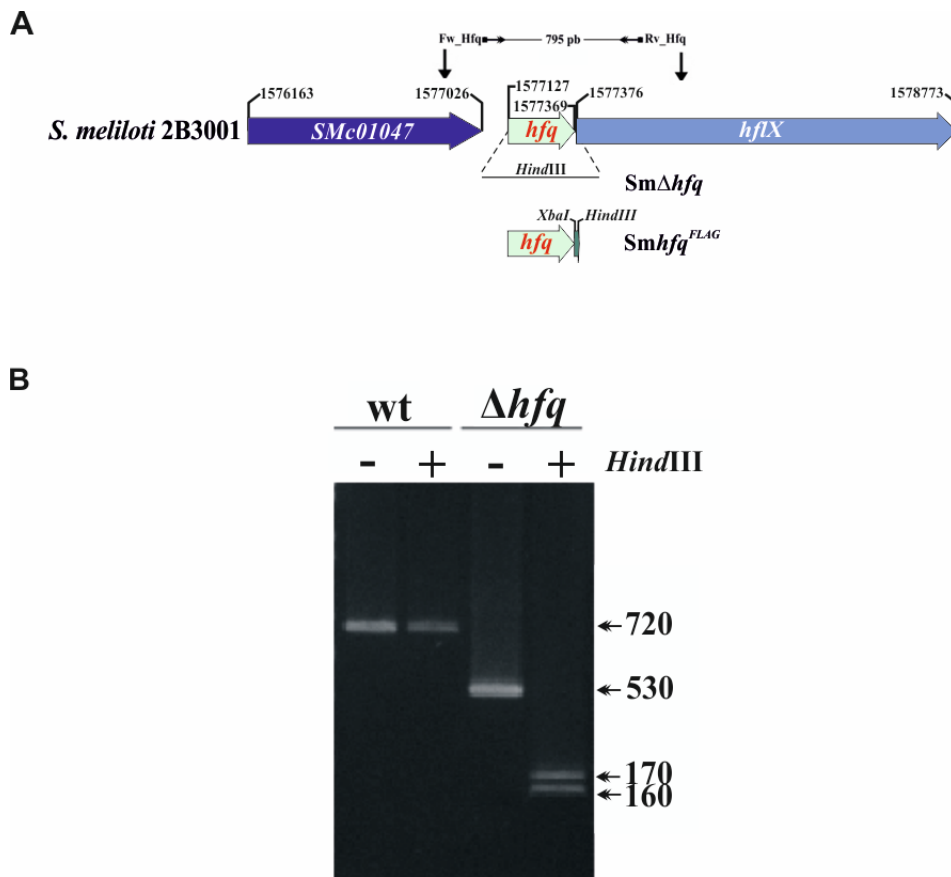 A
Fw_Hfq 795 pb Rv_Hfq
1576163 1577026 1577127 1577376 1578773
1577369
S. meliloti 2B3001 SMc01047 hfq hflX
HindIII
SmΔhfq
XbaI HindIII
hfq Smhfq^FLAG
B
wt Δhfq
- + - + HindIII
720
530
170
160